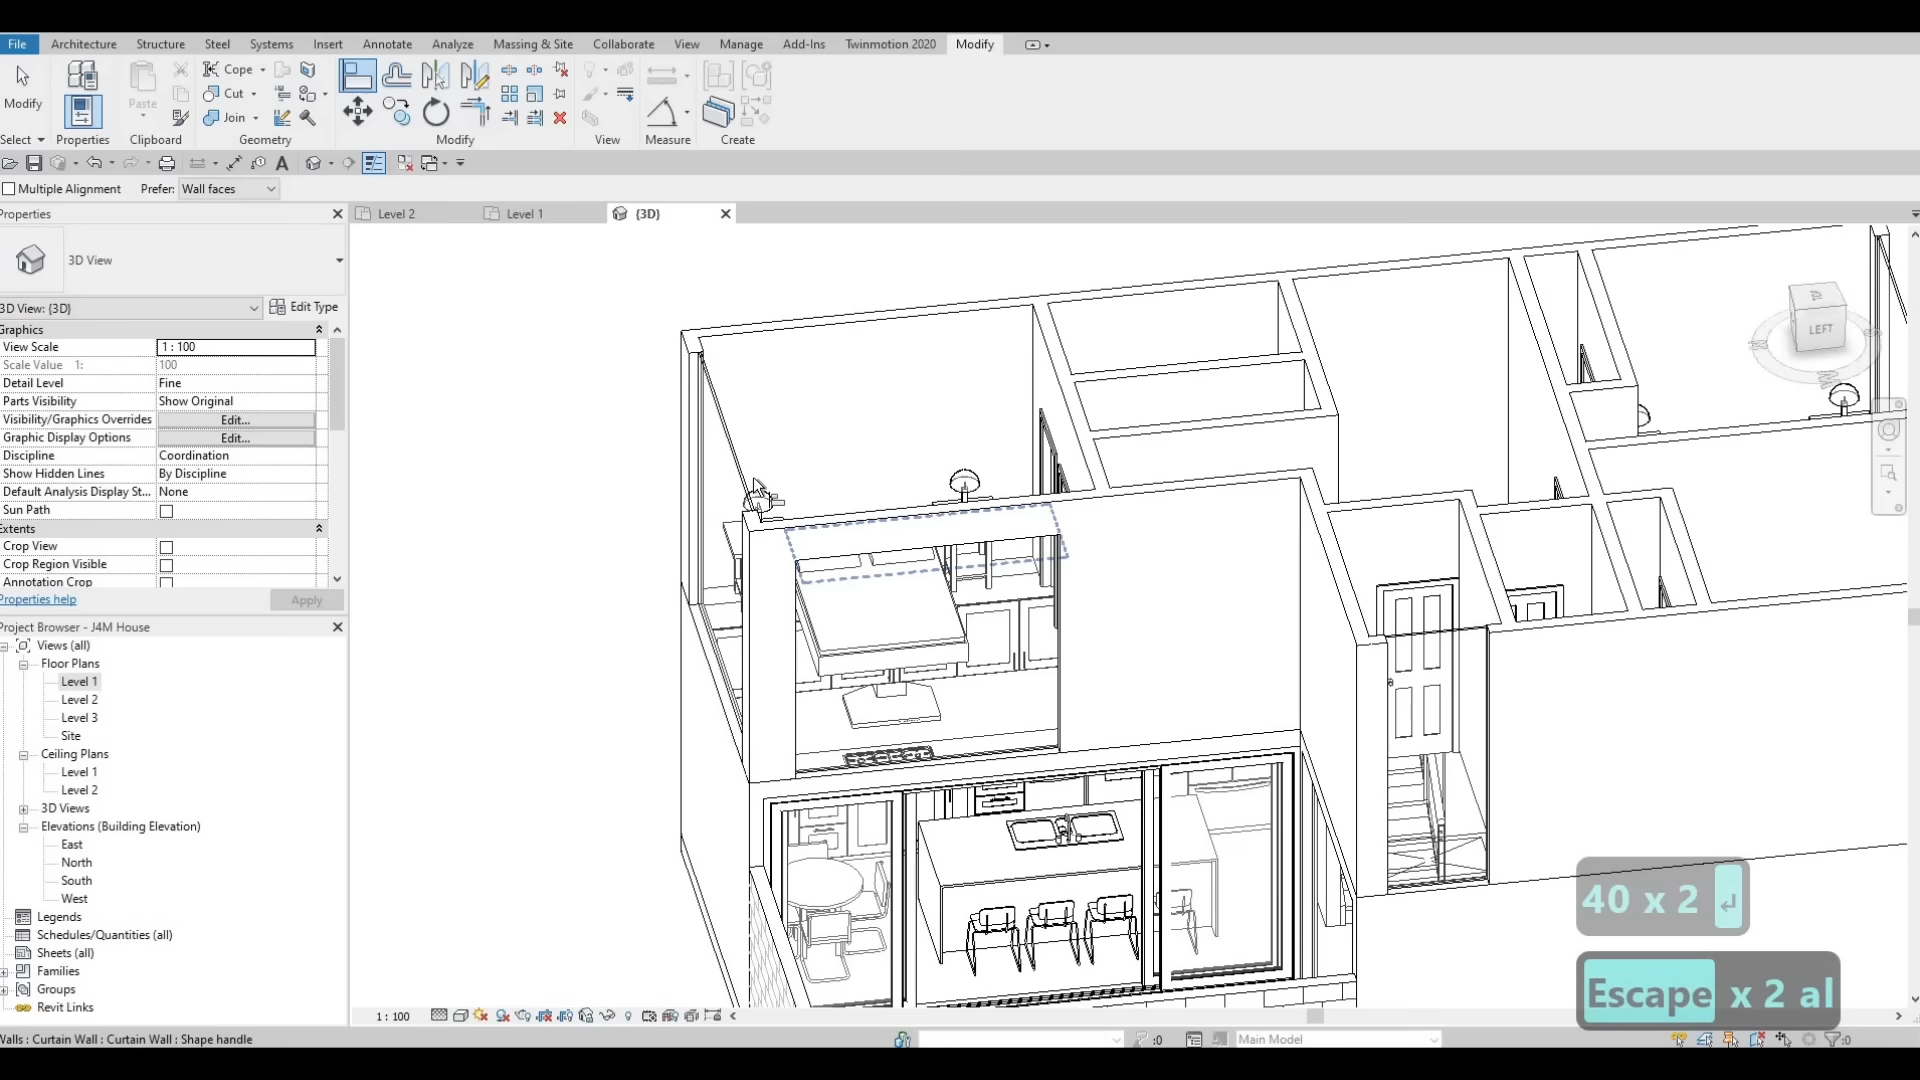 File Architecture Structure Steel Systems Insert Annotate Analyze Massing & Site Collaborate View Manage Add-Ins Twinmotion 2020 Modify
Cope
Modify Paste Cut
Join
Select Properties Clipboard Geometry Modify View Measure Create
Multiple Alignment Prefer: Wall faces
Properties
Level 2 Level 1 {3D}
3D View
3D View: {3D} Edit Type
Graphics
View Scale 1 : 100
Scale Value 1: 100
Detail Level Fine
Parts Visibility Show Original
Visibility/Graphics Overrides Edit...
Graphic Display Options Edit...
Discipline Coordination
Show Hidden Lines By Discipline
Default Analysis Display St... None
Sun Path
Extents
Crop View
Crop Region Visible
Annotation Crop
Properties help Apply
Project Browser - J4M House
Views (all)
Floor Plans
Level 1
Level 2
Level 3
Site
Ceiling Plans
Level 1
Level 2
3D Views
Elevations (Building Elevation)
East
North
South
West
Legends
Schedules/Quantities (all)
Sheets (all)
Families
Groups
Revit Links
LEFT
40 x 2 ↵
Escape x 2 al
1 : 100
Walls : Curtain Wall : Curtain Wall : Shape handle :0 Main Model :0